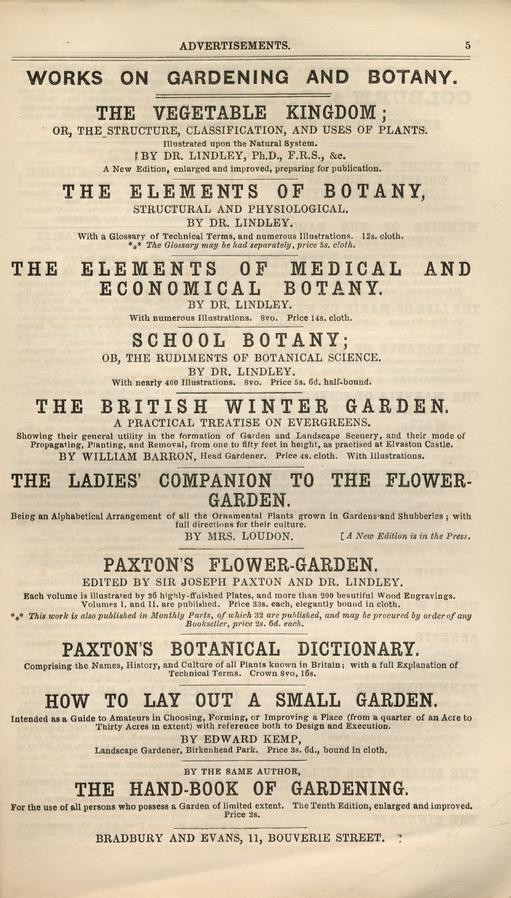 ADVERTISEMENTS. 5
WORKS ON GARDENING AND BOTANY.
THE VEGETABLE KINGDOM;
OR, THE STRUCTURE, CLASSIFICATION, AND USES OF PLANTS.
Illustrated upon the Natural System.
BY DR. LINDLEY, Ph.D., F.R.S., &c.
A New Edition, enlarged and improved, preparing for publication.
THE ELEMENTS OF BOTANY,
STRUCTURAL AND PHYSIOLOGICAL.
BY DR. LINDLEY.
With a Glossary of Technical Terms, and numerous Illustrations. 12s. cloth.
*** The Glossary may be had separately, price 5s. cloth.
THE ELEMENTS OF MEDICAL AND
ECONOMICAL BOTANY.
BY DR. LINDLEY.
With numerous Illustrations. 8vo. Price 14s. cloth.
SCHOOL BOTANY;
OR, THE RUDIMENTS OF BOTANICAL SCIENCE.
BY DR. LINDLEY.
With nearly 400 Illustrations. 8vo. Price 5s. 6d. half-bound.
THE BRITISH WINTER GARDEN.
A PRACTICAL TREATISE ON EVERGREENS.
Showing their general utility in the formation of Garden and Landscape Scenery, and their mode of
Propagating, Planting, and Removal, from one to fifty feet in height, as practised at Elvaston Castle.
BY WILLIAM BARRON, Head Gardener. Price 4s. cloth. With Illustrations.
THE LADIES' COMPANION TO THE FLOWER-
GARDEN.
Being an Alphabetical Arrangement of all the Ornamental Plants grown in Gardens and Shubberies; with
full directions for their culture.
BY MRS. LOUDON. [A New Edition is in the Press.
PAXTON'S FLOWER-GARDEN.
EDITED BY SIR JOSEPH PAXTON AND DR. LINDLEY.
Each volume is illustrated by 36 highly-finished Plates, and more than 200 beautiful Wood Engravings.
Volumes I. and II. are published. Price 33s. each, elegantly bound in cloth.
*** This work is also published in Monthly Parts, of which 32 are published, and may be procured by order of any
Bookseller, price 2s. 6d. each.
PAXTON'S BOTANICAL DICTIONARY.
Comprising the Names, History, and Culture of all Plants known in Britain; with a full Explanation of
Technical Terms. Crown 8vo, 16s.
HOW TO LAY OUT A SMALL GARDEN.
Intended as a Guide to Amateurs in Choosing, Forming, or Improving a Place (from a quarter of an Acre to
Thirty Acres in extent) with reference both to Design and Execution.
BY EDWARD KEMP,
Landscape Gardener, Birkenhead Park. Price 3s. 6d., bound in cloth.
BY THE SAME AUTHOR,
THE HAND-BOOK OF GARDENING.
For the use of all persons who possess a Garden of limited extent. The Tenth Edition, enlarged and improved.
Price 2s.
BRADBURY AND EVANS, 11, BOUVERIE STREET.